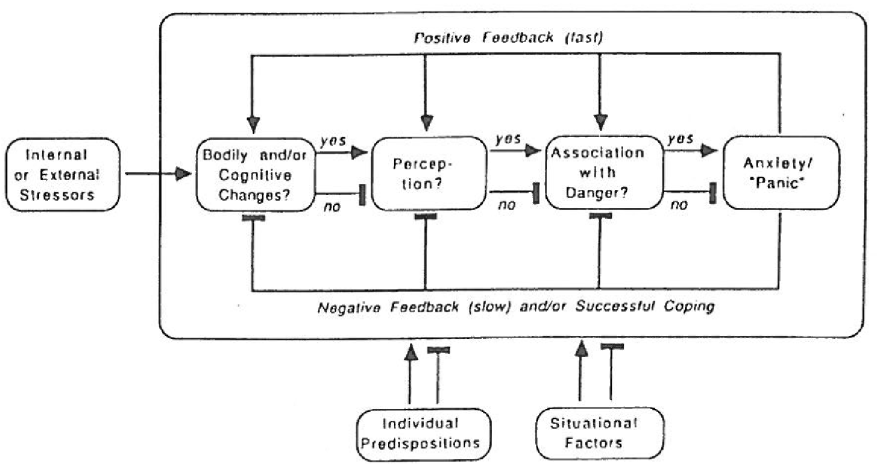 Positive Feedback (fast)
Internal
or External
Stressors
Bodily and/or
Cognitive
Changes?
yes
no
Percep-
tion?
yes
no
Association
with
Danger?
yes
no
Anxiety/
"Panic"
Negative Feedback (slow) and/or Successful Coping
Individual
Predispositions
Situational
Factors